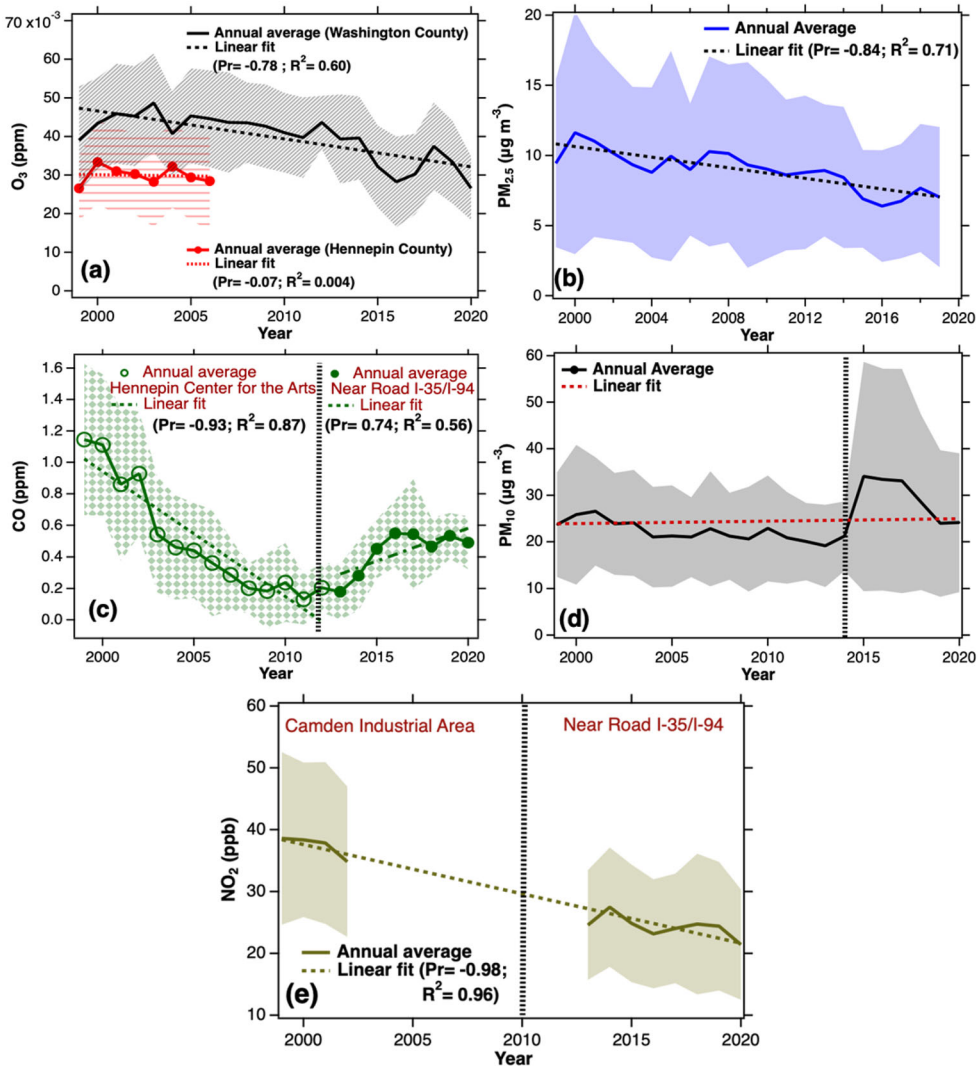 70 x10⁻³
60
50
40
30
20
10
0
O₃ (ppm)
Annual average (Washington County)
Linear fit
(Pr= -0.78 ; R²= 0.60)
Annual average (Hennepin County)
Linear fit
(Pr= -0.07; R²= 0.004)
(a)
2000 2005 2010 2015 2020
Year
20
15
10
5
0
PM₂.₅ (µg m⁻³)
Annual Average
Linear fit (Pr= -0.84; R²= 0.71)
(b)
2000 2004 2008 2012 2016 2020
Year
1.6
1.4
1.2
1.0
0.8
0.6
0.4
0.2
0.0
CO (ppm)
Annual average
Hennepin Center for the Arts
Linear fit
(Pr= -0.93; R²= 0.87)
Annual average
Near Road I-35/I-94
Linear fit
(Pr= 0.74; R²= 0.56)
(c)
2000 2005 2010 2015 2020
Year
60
50
40
30
20
10
0
PM₁₀ (µg m⁻³)
Annual Average
Linear fit
(d)
2000 2005 2010 2015 2020
Year
60
50
40
30
20
10
NO₂ (ppb)
Camden Industrial Area
Near Road I-35/I-94
Annual average
Linear fit (Pr= -0.98;
R²= 0.96)
(e)
2000 2005 2010 2015 2020
Year